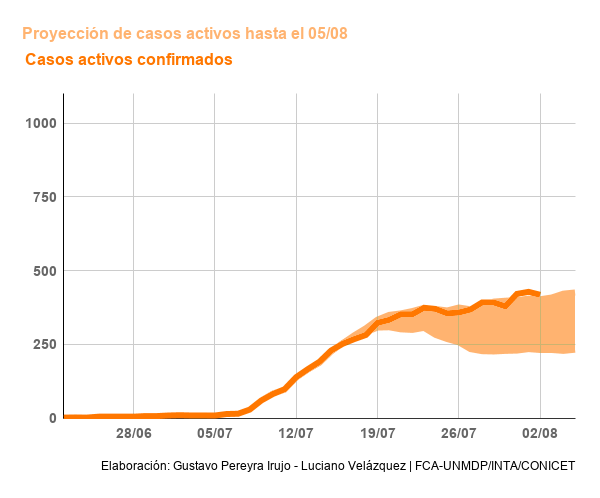 Proyección de casos activos hasta el 05/08
Casos activos confirmados
1000
750
500
250
0
28/06 05/07 12/07 19/07 26/07 02/08
Elaboración: Gustavo Pereyra Irujo - Luciano Velázquez | FCA-UNMDP/INTA/CONICET